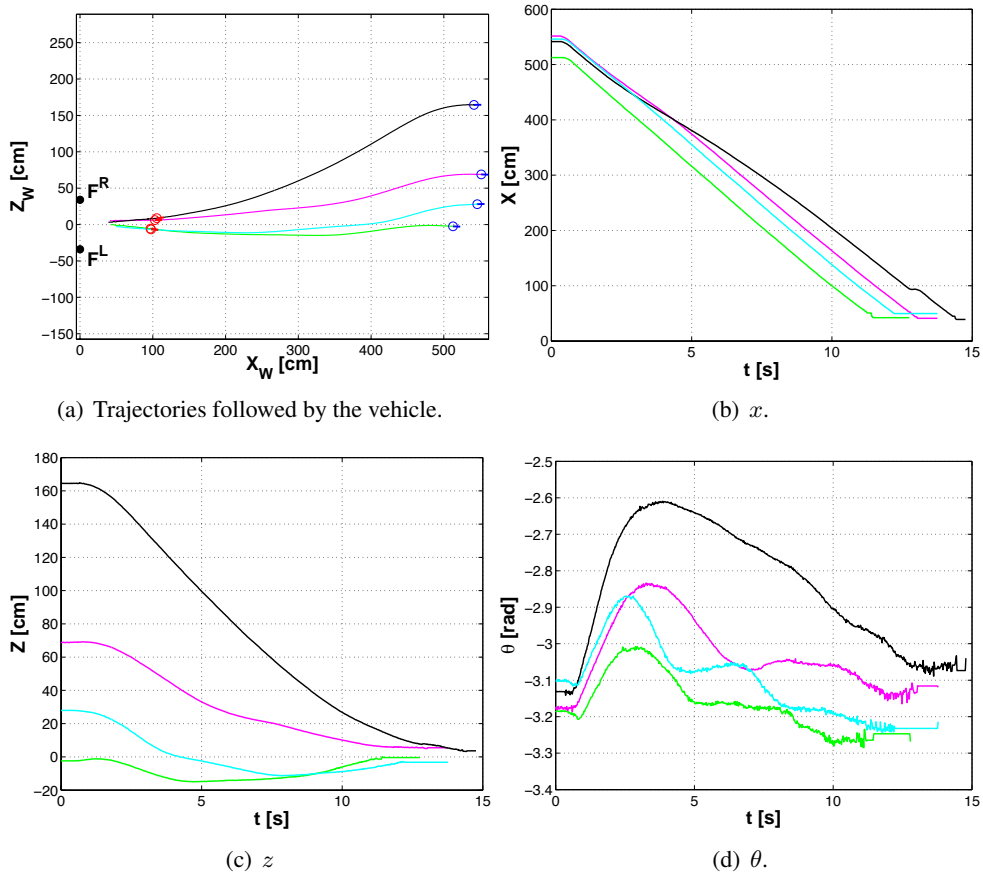 250
200
150
100
50
0
−50
−100
−150
Z_W [cm]
F^R
F^L
0 100 200 300 400 500
X_W [cm]
(a) Trajectories followed by the vehicle.
600
500
400
300
200
100
0
X [cm]
0 5 10 15
t [s]
(b) x.
180
160
140
120
100
80
60
40
20
0
−20
Z [cm]
0 5 10 15
t [s]
(c) z
−2.5
−2.6
−2.7
−2.8
−2.9
−3
−3.1
−3.2
−3.3
−3.4
θ [rad]
0 5 10 15
t [s]
(d) θ.